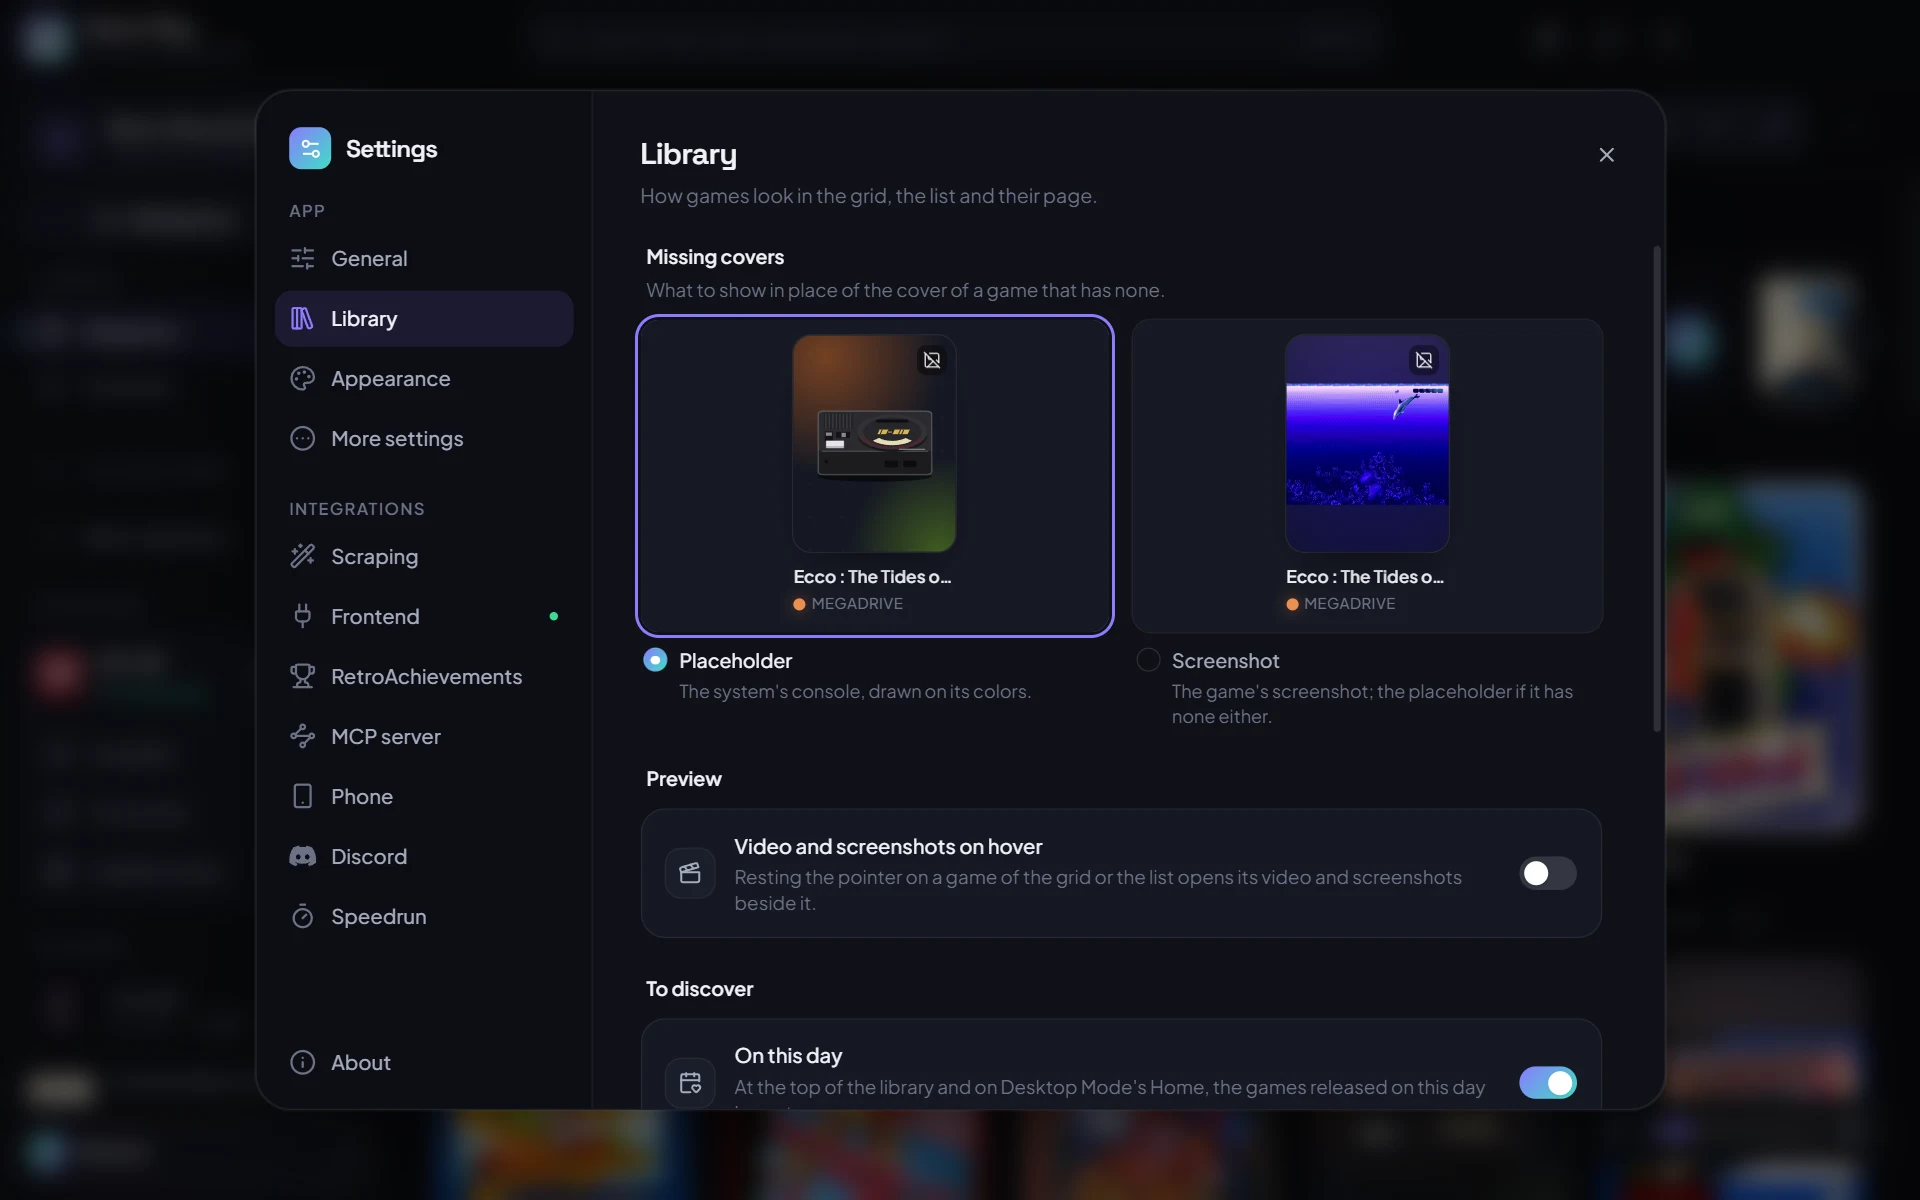 Settings
APP
General
Library
Appearance
More settings
INTEGRATIONS
Scraping
Frontend
RetroAchievements
MCP server
Phone
Discord
Speedrun
About
Library
How games look in the grid, the list and their page.
Missing covers
What to show in place of the cover of a game that has none.
Ecco : The Tides o...
MEGADRIVE
Ecco : The Tides o...
MEGADRIVE
Placeholder
The system's console, drawn on its colors.
Screenshot
The game's screenshot; the placeholder if it has
none either.
Preview
Video and screenshots on hover
Resting the pointer on a game of the grid or the list opens its video and screenshots
beside it.
To discover
On this day
At the top of the library and on Desktop Mode's Home, the games released on this day